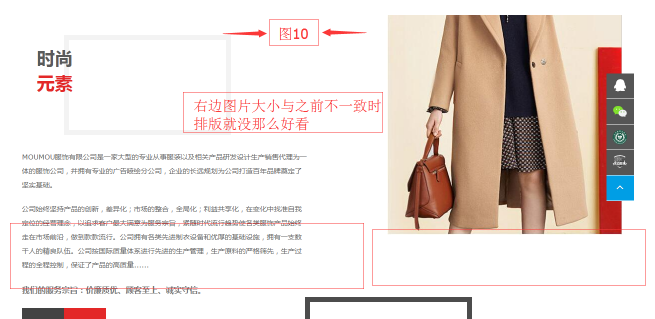 图10
时尚
元素
右边图片大小与之前不一致时
排版就没那么好看
MOUMOU服饰有限公司是一家大型的专业从事服装以及相关产品研发设计生产销售代理为一
体的服饰公司，并拥有专业的广告喷绘分公司，企业的长远规划为公司打造百年品牌奠定了
坚实基础。
公司始终坚持产品的创新，差异化；市场的整合，全局化；利益共享化，在变化中找准自我
定位的经营理念，以追求客户最大满意为服务宗旨，紧随时代流行趋势使各类服饰产品始终
走在市场前沿，做到款款流行。公司拥有各类先进制衣设备和优厚的基础设施，拥有一支数
千人的精良队伍。公司按国际质量体系进行先进的生产管理，生产原料的严格筛先，生产过
程的全程控制，保证了产品的高质量……
我们的服务宗旨：价廉质优、顾客至上、诚实守信。